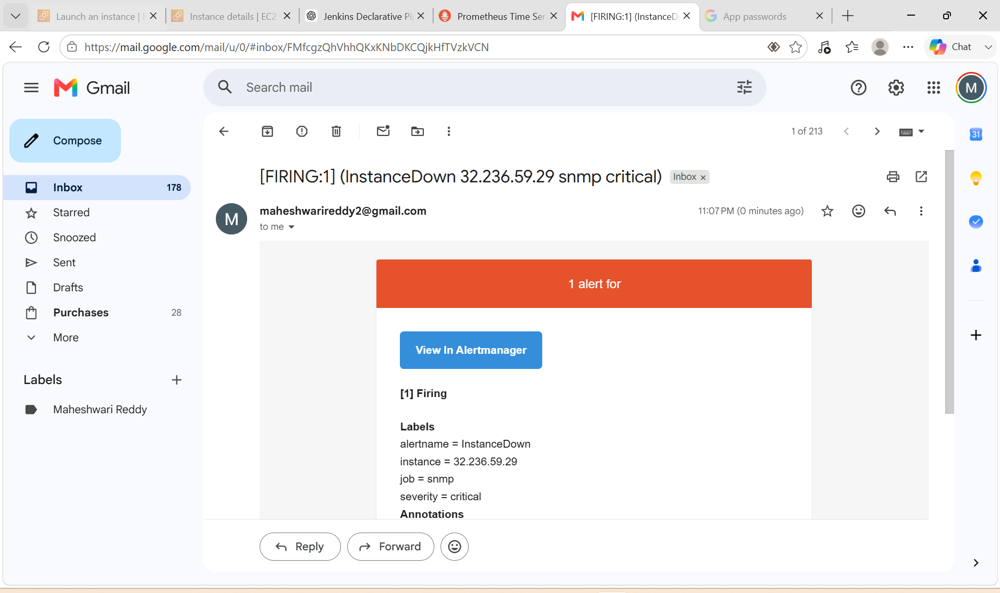 Launch an instance | E
Instance details | EC2
Jenkins Declarative Pi
Prometheus Time Ser
[FIRING:1] (InstanceD
App passwords
https://mail.google.com/mail/u/0/#inbox/FMfcgzQhVhhQKxKNbDKCQjkHfTVzkVCN
Chat
Gmail
Search mail
M
Compose
1 of 213
31
[FIRING:1] (InstanceDown 32.236.59.29 snmp critical)
Inbox ×
Inbox 178
M
maheshwarireddy2@gmail.com
11:07 PM (0 minutes ago)
to me
Starred
Snoozed
Sent
Drafts
Purchases 28
More
Labels
Maheshwari Reddy
1 alert for
View In Alertmanager
[1] Firing
Labels
alertname = InstanceDown
instance = 32.236.59.29
job = snmp
severity = critical
Annotations
Reply
Forward